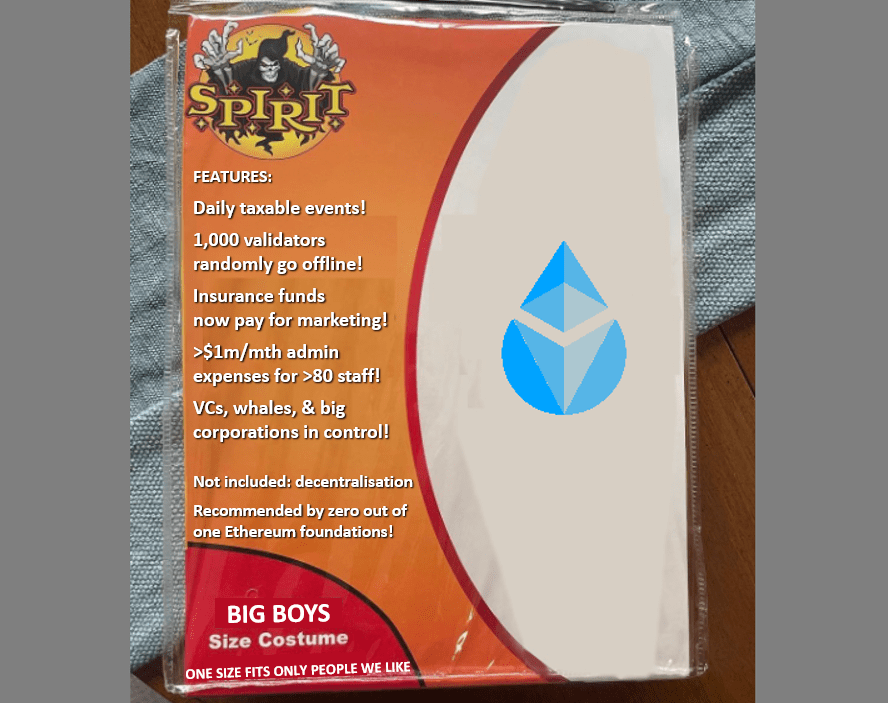 SPIRIT
FEATURES:
Daily taxable events!
1,000 validators
randomly go offline!
Insurance funds
now pay for marketing!
>$1m/mth admin
expenses for >80 staff!
VCs, whales, & big
corporations in control!
Not included: decentralisation
Recommended by zero out of
one Ethereum foundations!
BIG BOYS
Size Costume
ONE SIZE FITS ONLY PEOPLE WE LIKE